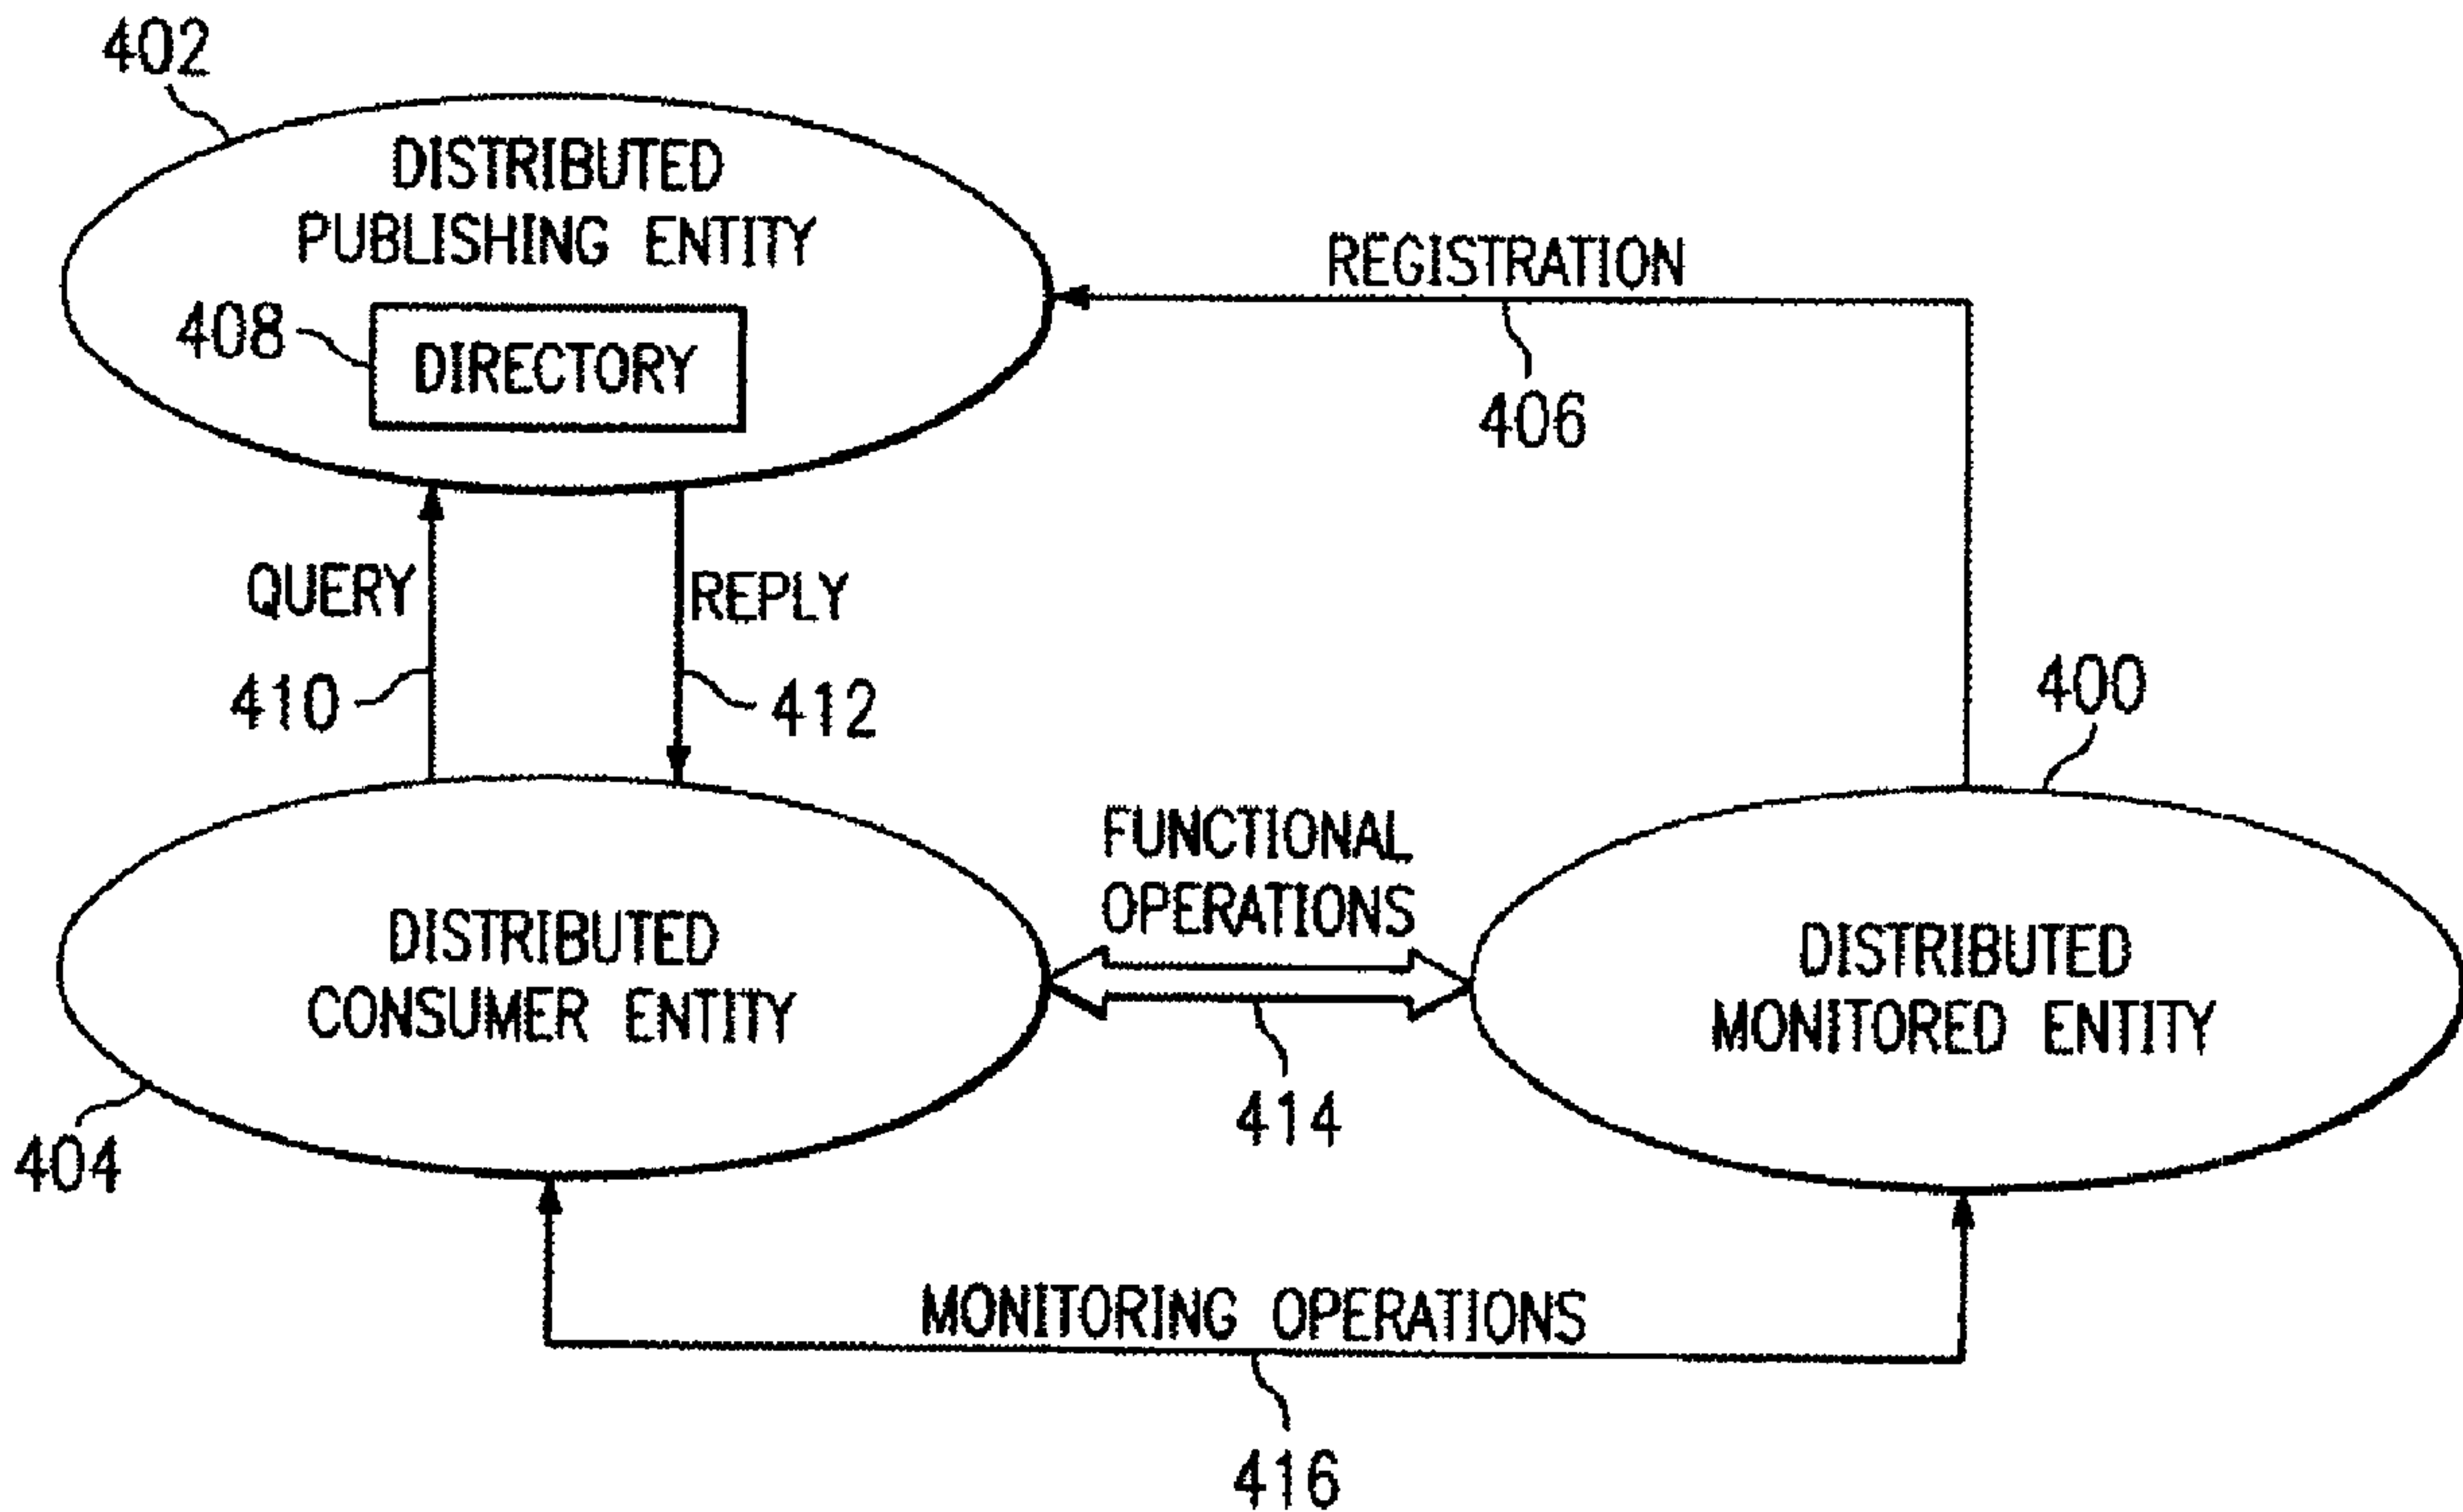 402
DISTRIBUTED
PUBLISHING ENTITY
408
DIRECTORY
REGISTRATION
406
QUERY
REPLY
410
412
400
FUNCTIONAL
OPERATIONS
DISTRIBUTED
CONSUMER ENTITY
DISTRIBUTED
MONITORED ENTITY
414
404
MONITORING OPERATIONS
416